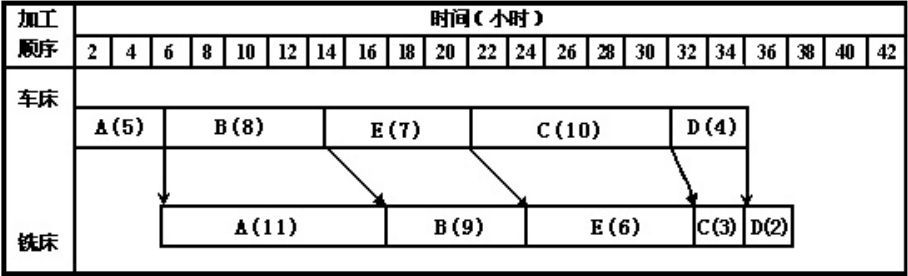 加工 时间（小时）
顺序 2 4 6 8 10 12 14 16 18 20 22 24 26 28 30 32 34 36 38 40 42
车床
A(5) B(8) E(7) C(10) D(4)
A(11) B(9) E(6) C(3) D(2)
铣床